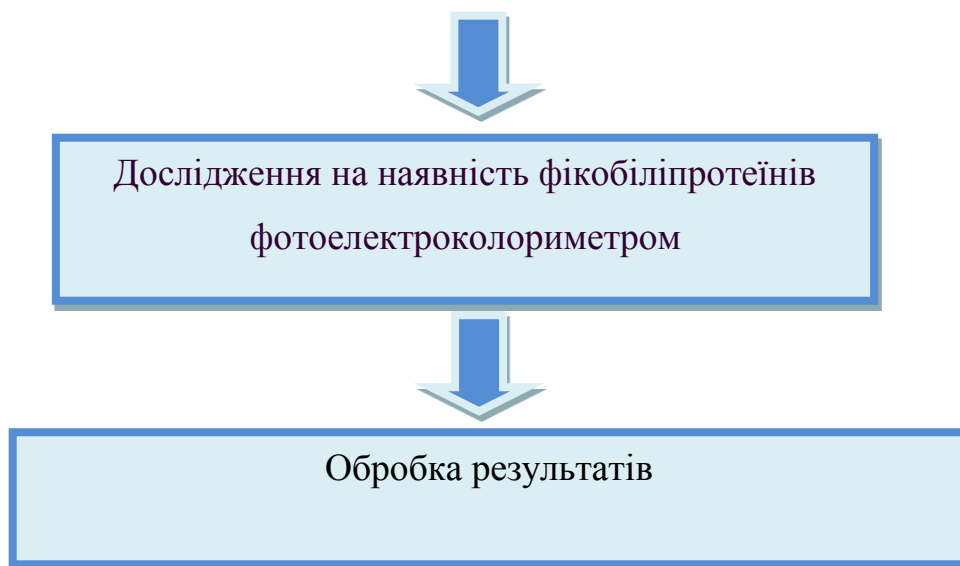 Дослідження на наявність фікобіліпротеїнів
фотоелектроколориметром
Обробка результатів